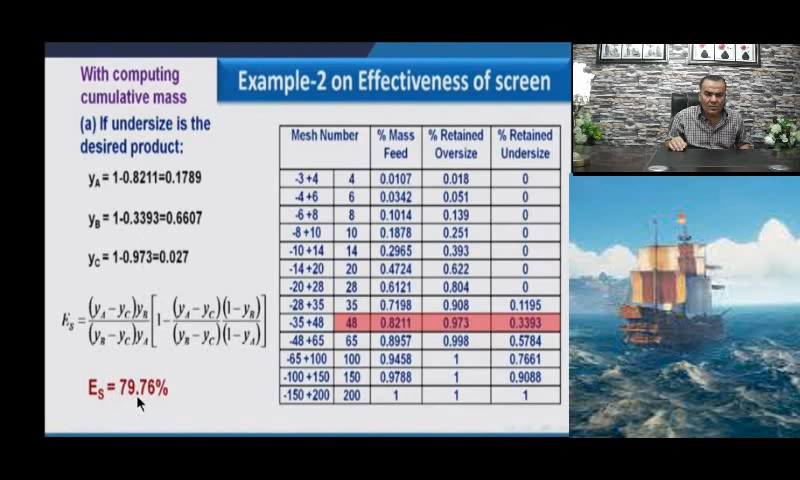 With computing
cumulative mass
Example-2 on Effectiveness of screen
(a) If undersize is the
desired product:
y_A = 1-0.8211=0.1789
y_B = 1-0.3393=0.6607
y_C = 1-0.973=0.027
E_S = (y_A − y_C)y_B / (y_B − y_C)y_A [1 − (y_A − y_C)(1 − y_B) / (y_B − y_C)(1 − y_A)]
E_S = 79.76%
Mesh Number % Mass Feed % Retained Oversize % Retained Undersize
-3 +4 4 0.0107 0.018 0
-4 +6 6 0.0342 0.051 0
-6 +8 8 0.1014 0.139 0
-8 +10 10 0.1878 0.251 0
-10 +14 14 0.2965 0.393 0
-14 +20 20 0.4724 0.622 0
-20 +28 28 0.6121 0.804 0
-28 +35 35 0.7198 0.908 0.1195
-35 +48 48 0.8211 0.973 0.3393
-48 +65 65 0.8957 0.998 0.5784
-65 +100 100 0.9458 1 0.7661
-100 +150 150 0.9788 1 0.9088
-150 +200 200 1 1 1